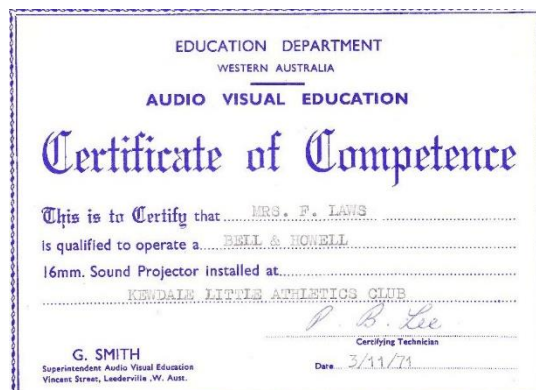 EDUCATION DEPARTMENT
WESTERN AUSTRALIA
AUDIO VISUAL EDUCATION
Certificate of Competence
This is to Certify that MRS. F. LAWS
is qualified to operate a BELL & HOWELL
16mm. Sound Projector installed at
KEWDALE LITTLE ATHLETICS CLUB
P. B. Lee
Certifying Technician
G. SMITH
Superintendent Audio Visual Education
Vincent Street, Leederville, W. Aust.
Date 3/11/71